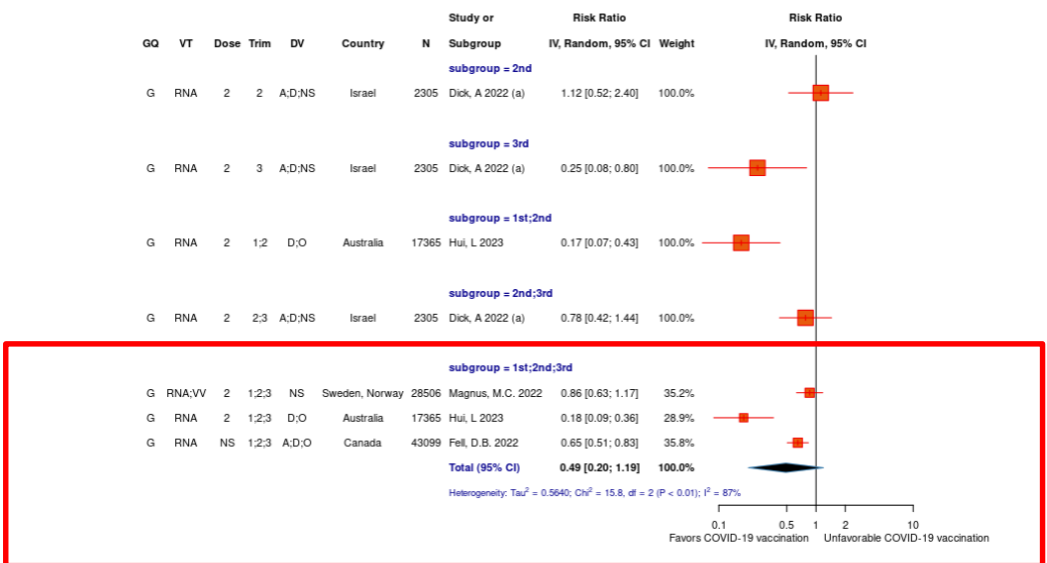 Study or Risk Ratio Risk Ratio
GQ VT Dose Trim DV Country N Subgroup IV, Random, 95% CI Weight IV, Random, 95% CI
subgroup = 2nd
G RNA 2 2 A;D;NS Israel 2305 Dick, A 2022 (a) 1.12 [0.52; 2.40] 100.0%
subgroup = 3rd
G RNA 2 3 A;D;NS Israel 2305 Dick, A 2022 (a) 0.25 [0.08; 0.80] 100.0%
subgroup = 1st;2nd
G RNA 2 1;2 D;O Australia 17365 Hui, L 2023 0.17 [0.07; 0.43] 100.0%
subgroup = 2nd;3rd
G RNA 2 2;3 A;D;NS Israel 2305 Dick, A 2022 (a) 0.78 [0.42; 1.44] 100.0%
subgroup = 1st;2nd;3rd
G RNA;VV 2 1;2;3 NS Sweden, Norway 28506 Magnus, M.C. 2022 0.86 [0.63; 1.17] 35.2%
G RNA 2 1;2;3 D;O Australia 17365 Hui, L 2023 0.18 [0.09; 0.36] 28.9%
G RNA NS 1;2;3 A;D;O Canada 43099 Fell, D.B. 2022 0.65 [0.51; 0.83] 35.8%
Total (95% CI) 0.49 [0.20; 1.19] 100.0%
Heterogeneity: Tau² = 0.5640; Chi² = 15.8, df = 2 (P < 0.01); I² = 87%
0.1 0.5 1 2 10
Favors COVID-19 vaccination Unfavorable COVID-19 vaccination